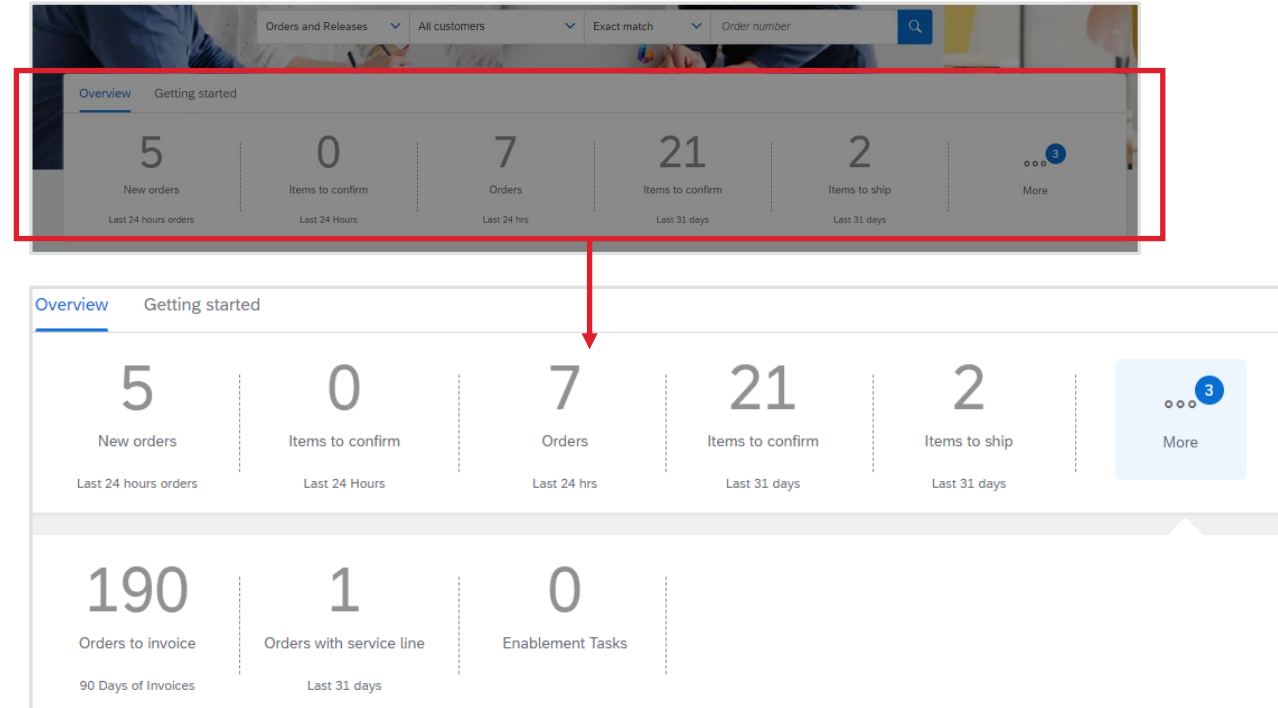 Orders and Releases All customers Exact match Order number
Overview Getting started
5 0 7 21 2 3
New orders Items to confirm Orders Items to confirm Items to ship More
Last 24 hours orders Last 24 Hours Last 24 hrs Last 31 days Last 31 days
Overview Getting started
5 0 7 21 2 3
New orders Items to confirm Orders Items to confirm Items to ship More
Last 24 hours orders Last 24 Hours Last 24 hrs Last 31 days Last 31 days
190 1 0
Orders to invoice Orders with service line Enablement Tasks
90 Days of Invoices Last 31 days